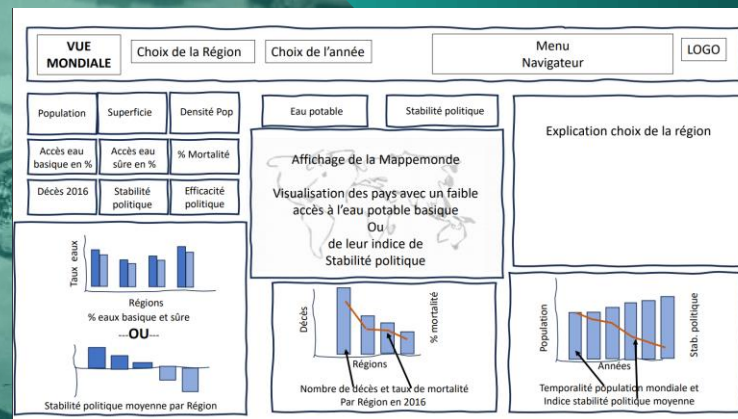 VUE
MONDIALE
Choix de la Région
Choix de l'année
Menu
Navigateur
LOGO
Population
Superficie
Densité Pop
Accès eau
basique en %
Accès eau
sûre en %
% Mortalité
Décès 2016
Stabilité
politique
Efficacité
politique
Eau potable
Stabilité politique
Affichage de la Mappemonde
Visualisation des pays avec un faible
accès à l'eau potable basique
Ou
de leur indice de
Stabilité politique
Explication choix de la région
Taux eaux
Régions
% eaux basique et sûre
---OU---
Stabilité politique moyenne par Région
Décès
% mortalité
Régions
Nombre de décès et taux de mortalité
Par Région en 2016
Population
Stab. politique
Années
Temporalité population mondiale et
Indice stabilité politique moyenne